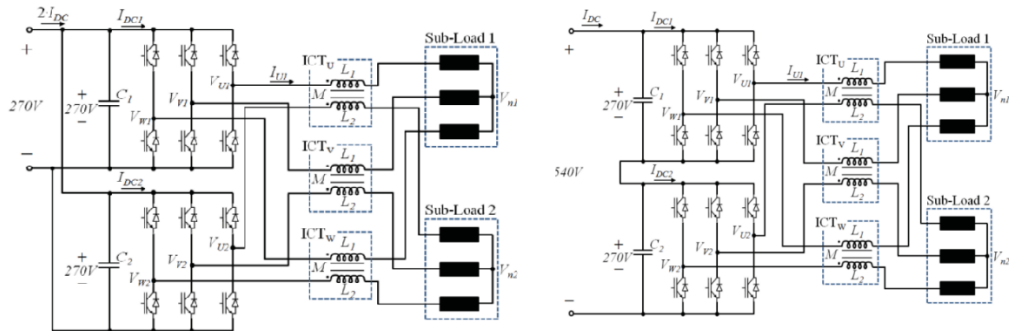 2·I_DC
I_DC1
+
270V
−
+
270V
−
C_1
V_U1
V_V1
V_W1
I_U1
ICT_U
L_1
M
L_2
ICT_V
L_1
M
L_2
ICT_W
L_1
M
L_2
Sub-Load 1
V_n1
I_DC2
+
270V
−
C_2
V_U2
V_V2
V_W2
Sub-Load 2
V_n2
I_DC
I_DC1
+
540V
−
+
270V
−
C_1
V_U1
V_V1
V_W1
I_U1
ICT_U
L_1
M
L_2
ICT_V
L_1
M
L_2
ICT_W
L_1
M
L_2
Sub-Load 1
V_n1
I_DC2
+
270V
−
C_2
V_U2
V_V2
V_W2
Sub-Load 2
V_n2